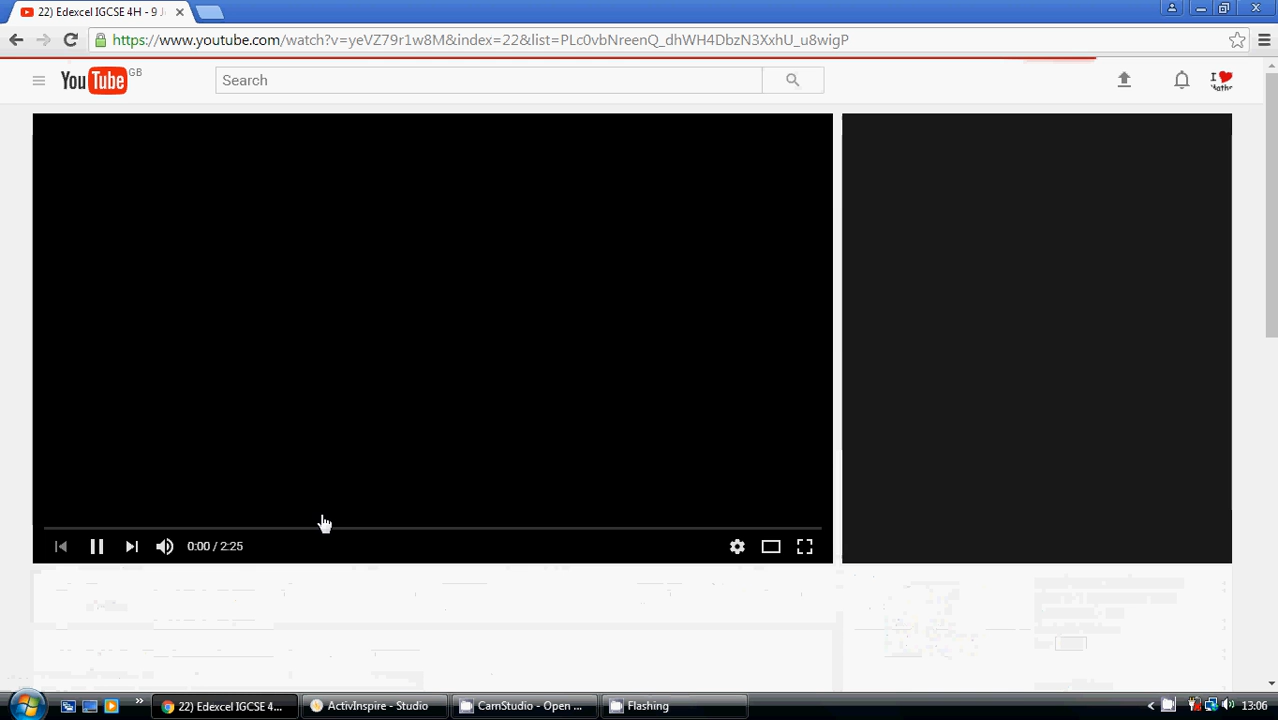 22) Edexcel IGCSE 4H - 9 J
https://www.youtube.com/watch?v=yeVZ79r1w8M&index=22&list=PLc0vbNreenQ_dhWH4DbzN3XxhU_u8wigP
YouTube GB
Search
I ♥ Maths
0:00 / 2:25
22) Edexcel IGCSE 4...
ActivInspire - Studio
CamStudio - Open ...
Flashing
13:06